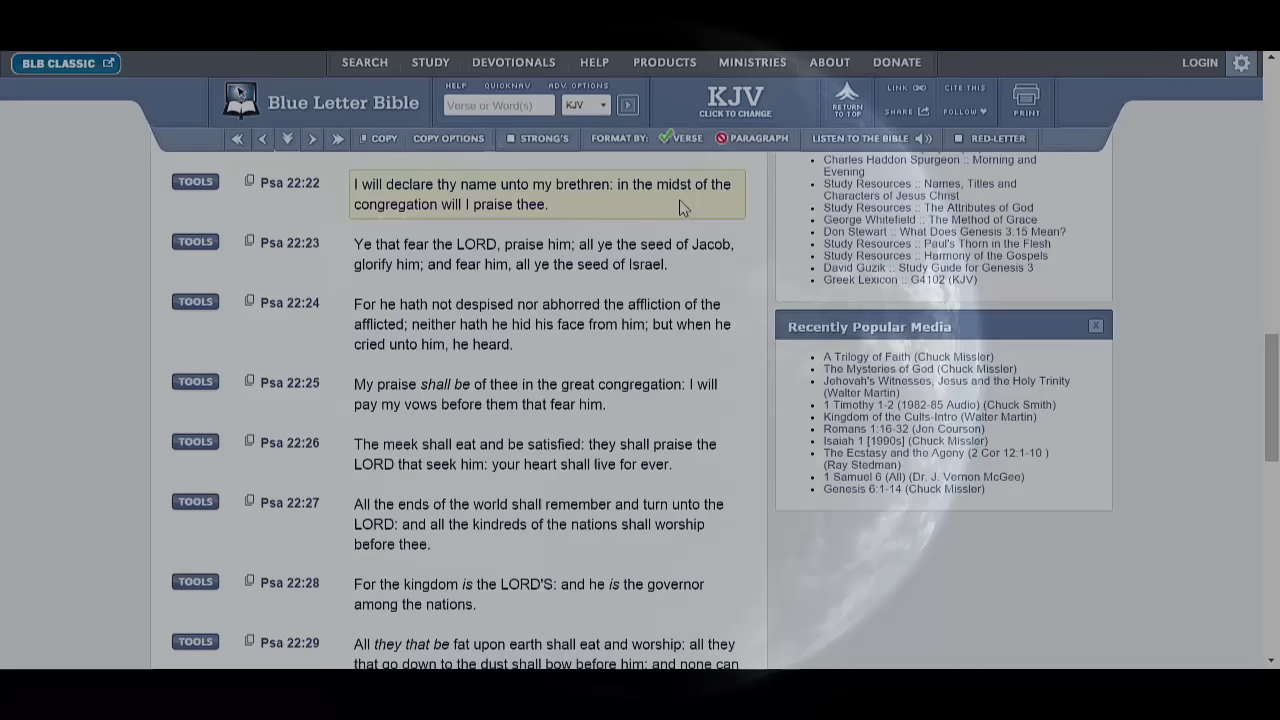 BLB CLASSIC
SEARCH STUDY DEVOTIONALS HELP PRODUCTS MINISTRIES ABOUT DONATE
LOGIN
Blue Letter Bible
HELP QUICKNAV ADV. OPTIONS
Verse or Word(s) KJV
KJV
CLICK TO CHANGE
RETURN
TO TOP
LINK CITE THIS
SHARE FOLLOW
PRINT
COPY COPY OPTIONS STRONG'S FORMAT BY: VERSE PARAGRAPH LISTEN TO THE BIBLE RED-LETTER
TOOLS Psa 22:22 I will declare thy name unto my brethren: in the midst of the
congregation will I praise thee.
TOOLS Psa 22:23 Ye that fear the LORD, praise him; all ye the seed of Jacob,
glorify him; and fear him, all ye the seed of Israel.
TOOLS Psa 22:24 For he hath not despised nor abhorred the affliction of the
afflicted; neither hath he hid his face from him; but when he
cried unto him, he heard.
TOOLS Psa 22:25 My praise shall be of thee in the great congregation: I will
pay my vows before them that fear him.
TOOLS Psa 22:26 The meek shall eat and be satisfied: they shall praise the
LORD that seek him: your heart shall live for ever.
TOOLS Psa 22:27 All the ends of the world shall remember and turn unto the
LORD: and all the kindreds of the nations shall worship
before thee.
TOOLS Psa 22:28 For the kingdom is the LORD'S: and he is the governor
among the nations.
TOOLS Psa 22:29 All they that be fat upon earth shall eat and worship: all they
that go down to the dust shall bow before him: and none can
Charles Haddon Spurgeon :: Morning and
Evening
Study Resources :: Names, Titles and
Characters of Jesus Christ
Study Resources :: The Attributes of God
George Whitefield :: The Method of Grace
Don Stewart :: What Does Genesis 3:15 Mean?
Study Resources :: Paul's Thorn in the Flesh
Study Resources :: Harmony of the Gospels
David Guzik :: Study Guide for Genesis 3
Greek Lexicon :: G4102 (KJV)
Recently Popular Media
A Trilogy of Faith (Chuck Missler)
The Mysteries of God (Chuck Missler)
Jehovah's Witnesses, Jesus and the Holy Trinity
(Walter Martin)
1 Timothy 1-2 (1982-85 Audio) (Chuck Smith)
Kingdom of the Cults-Intro (Walter Martin)
Romans 1:16-32 (Jon Courson)
Isaiah 1 [1990s] (Chuck Missler)
The Ecstasy and the Agony (2 Cor 12:1-10 )
(Ray Stedman)
1 Samuel 6 (All) (Dr. J. Vernon McGee)
Genesis 6:1-14 (Chuck Missler)